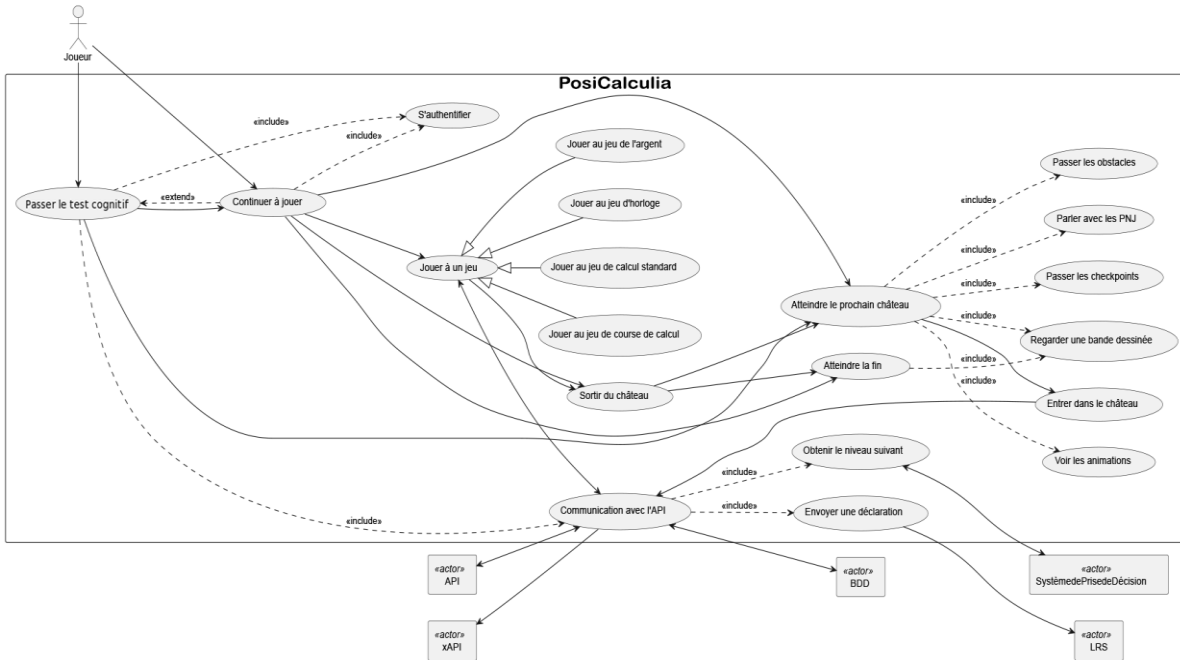 Joueur
PosiCalculia
S'authentifier
«include»
«include»
Jouer au jeu de l'argent
Passer les obstacles
Passer le test cognitif
«extend»
Continuer à jouer
Jouer au jeu d'horloge
«include»
Parler avec les PNJ
«include»
Jouer à un jeu
Jouer au jeu de calcul standard
Passer les checkpoints
«include»
Atteindre le prochain château
«include»
Jouer au jeu de course de calcul
Regarder une bande dessinée
Atteindre la fin
«include»
«include»
Sortir du château
Entrer dans le château
Obtenir le niveau suivant
Voir les animations
«include»
Communication avec l'API
«include»
Envoyer une déclaration
«include»
«actor»
API
«actor»
BDD
«actor»
SystèmedePrisedeDécision
«actor»
xAPI
«actor»
LRS